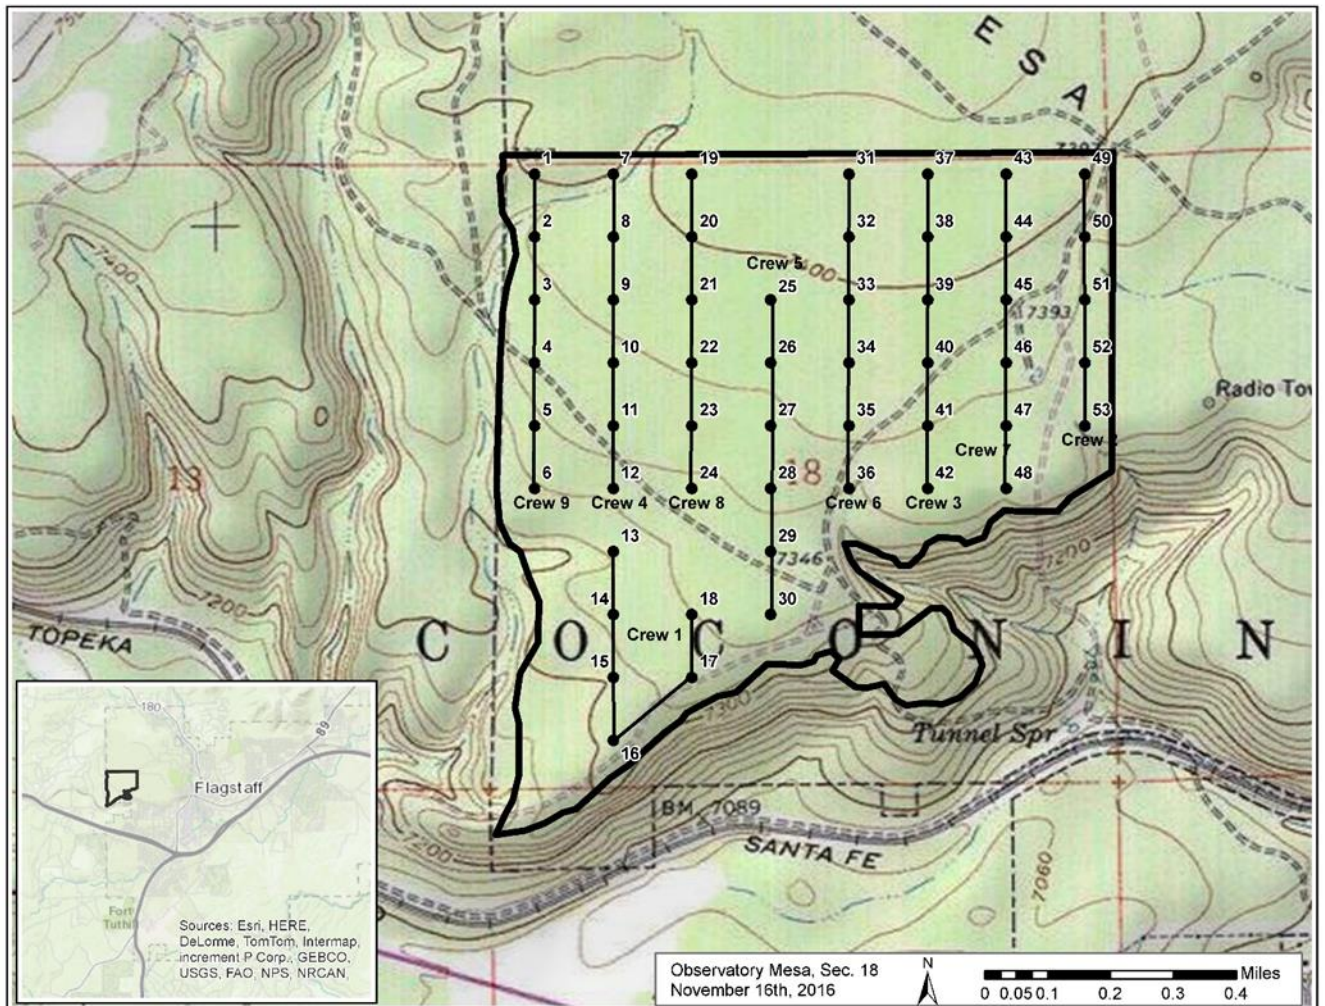 E S A
1 7 19 31 37 43 49
2 8 20 32 38 44 50
Crew 5
7400
3 9 21 25 33 39 45 51
7393
4 10 22 26 34 40 46 52
Radio Tow
5 11 23 27 35 41 47 53
Crew 7
13
18
6 12 24 28 36 42 48
Crew 9 Crew 4 Crew 8 Crew 6 Crew 3
13 29
7346
7200
7200
14 18 30
TOPEKA
C O C O N I N
Crew 1
15 17
7300
16
Tunnel Spr
BM 7089
SANTA FE
7200
7060
180
89
Flagstaff
Fort
Sources: Esri, HERE,
DeLorme, TomTom, Intermap,
increment P Corp., GEBCO,
USGS, FAO, NPS, NRCAN,
Observatory Mesa, Sec. 18
November 16th, 2016
N
Miles
0 0.05 0.1 0.2 0.3 0.4